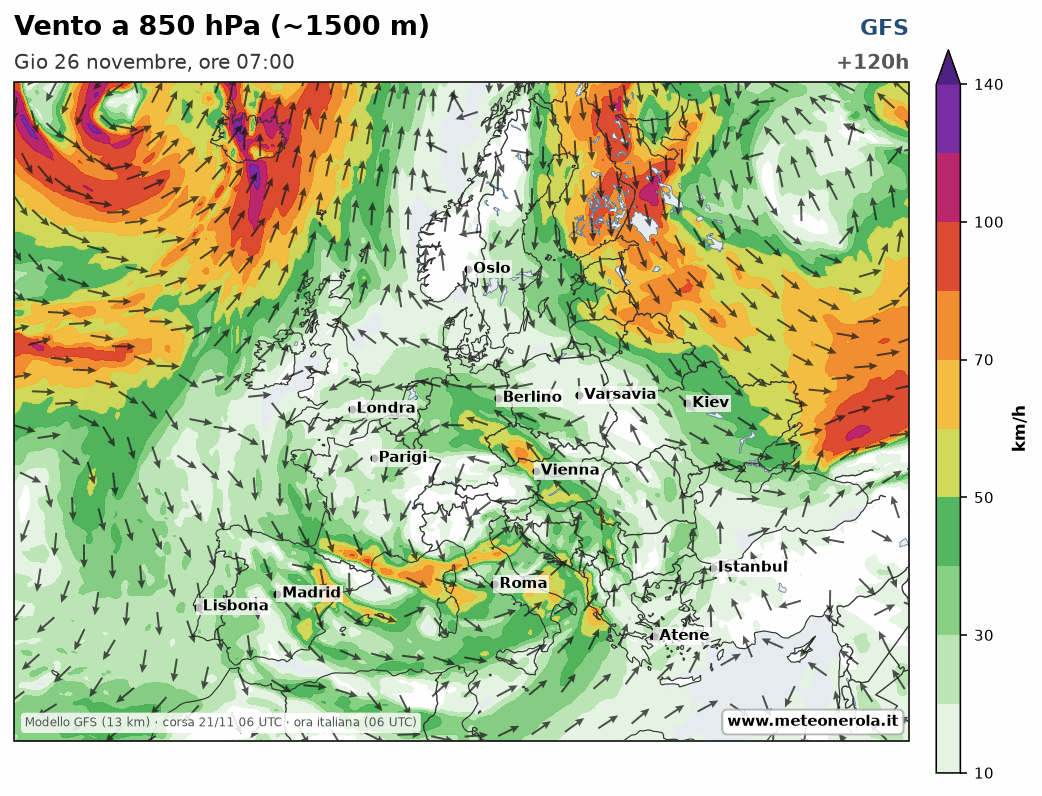 Vento a 850 hPa (~1500 m)
GFS
Gio 26 novembre, ore 07:00
+120h
140
100
70
50
30
10
km/h
Oslo
Londra
Berlino
Varsavia
Kiev
Parigi
Vienna
Istanbul
Roma
Madrid
Lisbona
Atene
Modello GFS (13 km) · corsa 21/11 06 UTC · ora italiana (06 UTC)
www.meteonerola.it